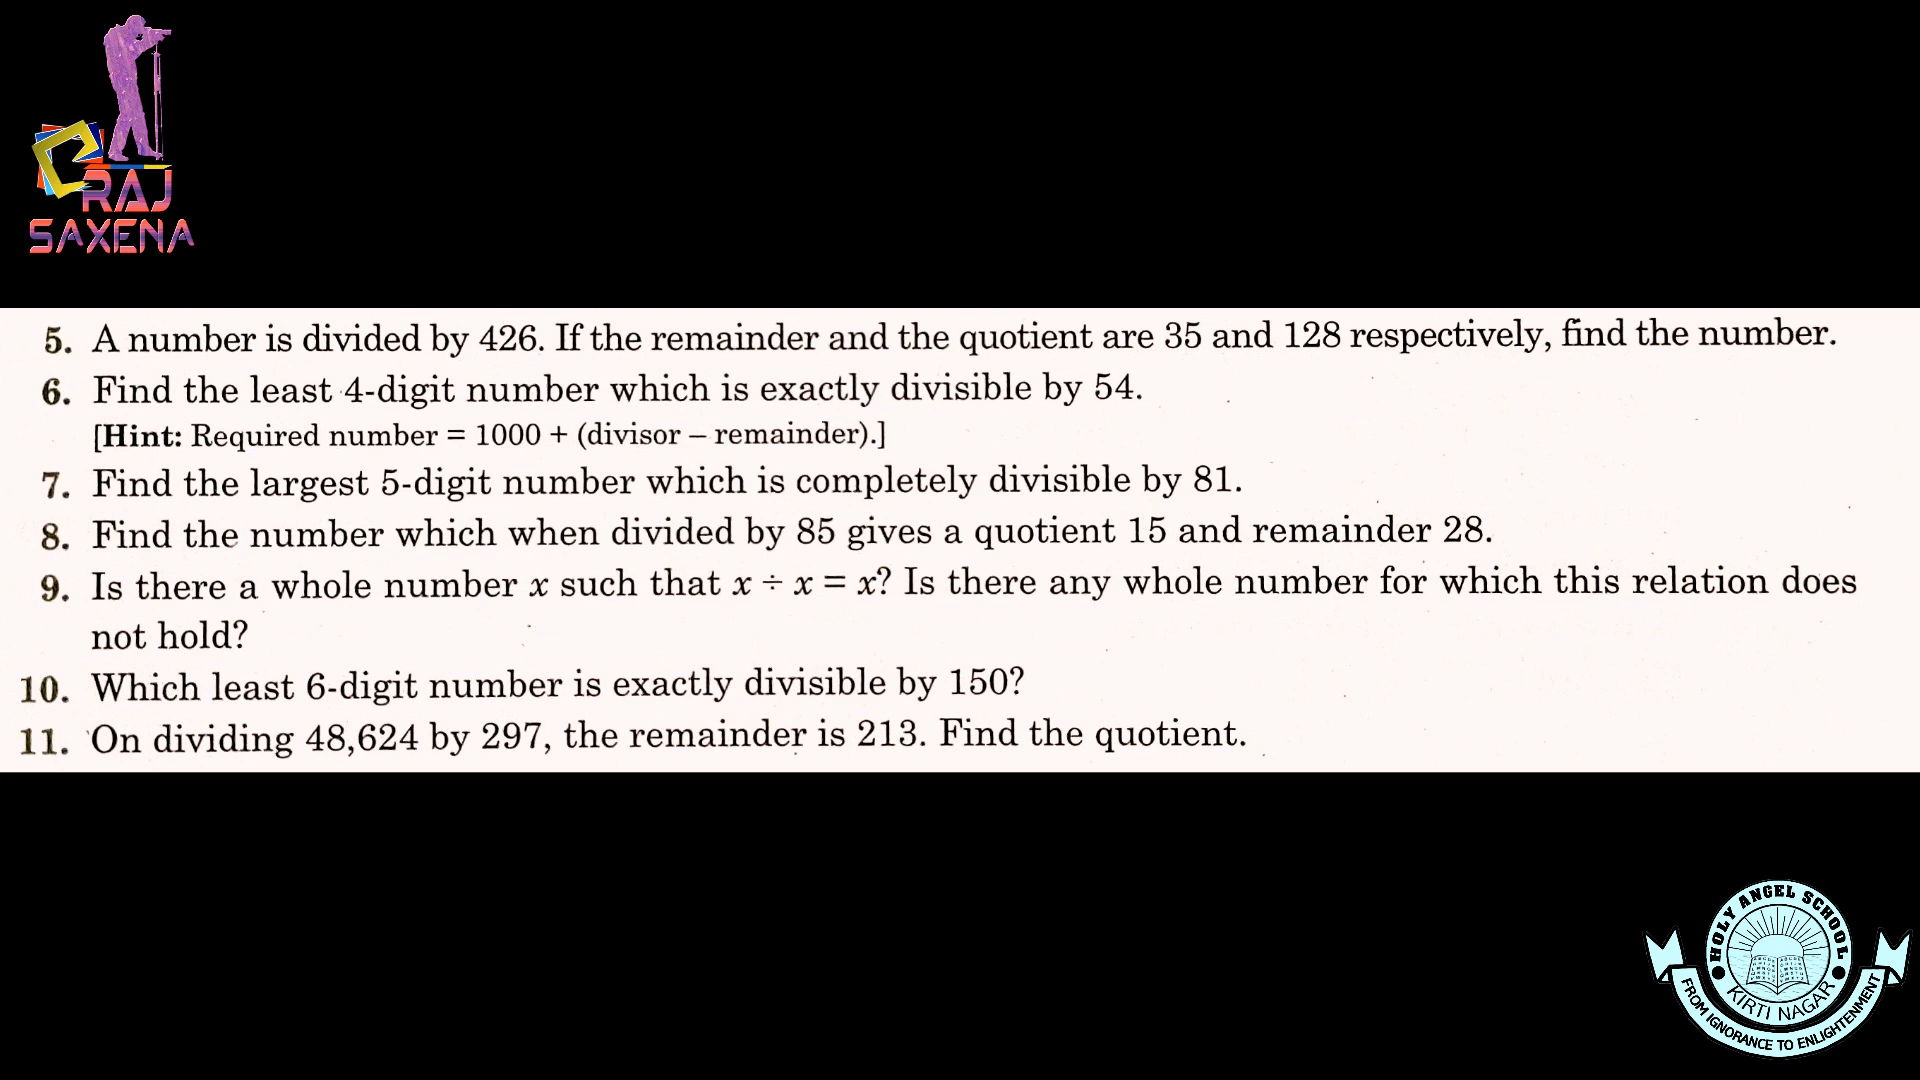 RAJ
SAXENA
5. A number is divided by 426. If the remainder and the quotient are 35 and 128 respectively, find the number.
6. Find the least 4-digit number which is exactly divisible by 54.
[Hint: Required number = 1000 + (divisor – remainder).]
7. Find the largest 5-digit number which is completely divisible by 81.
8. Find the number which when divided by 85 gives a quotient 15 and remainder 28.
9. Is there a whole number x such that x ÷ x = x? Is there any whole number for which this relation does
not hold?
10. Which least 6-digit number is exactly divisible by 150?
11. On dividing 48,624 by 297, the remainder is 213. Find the quotient.
HOLY ANGEL SCHOOL
KIRTI NAGAR
FROM IGNORANCE TO ENLIGHTENMENT